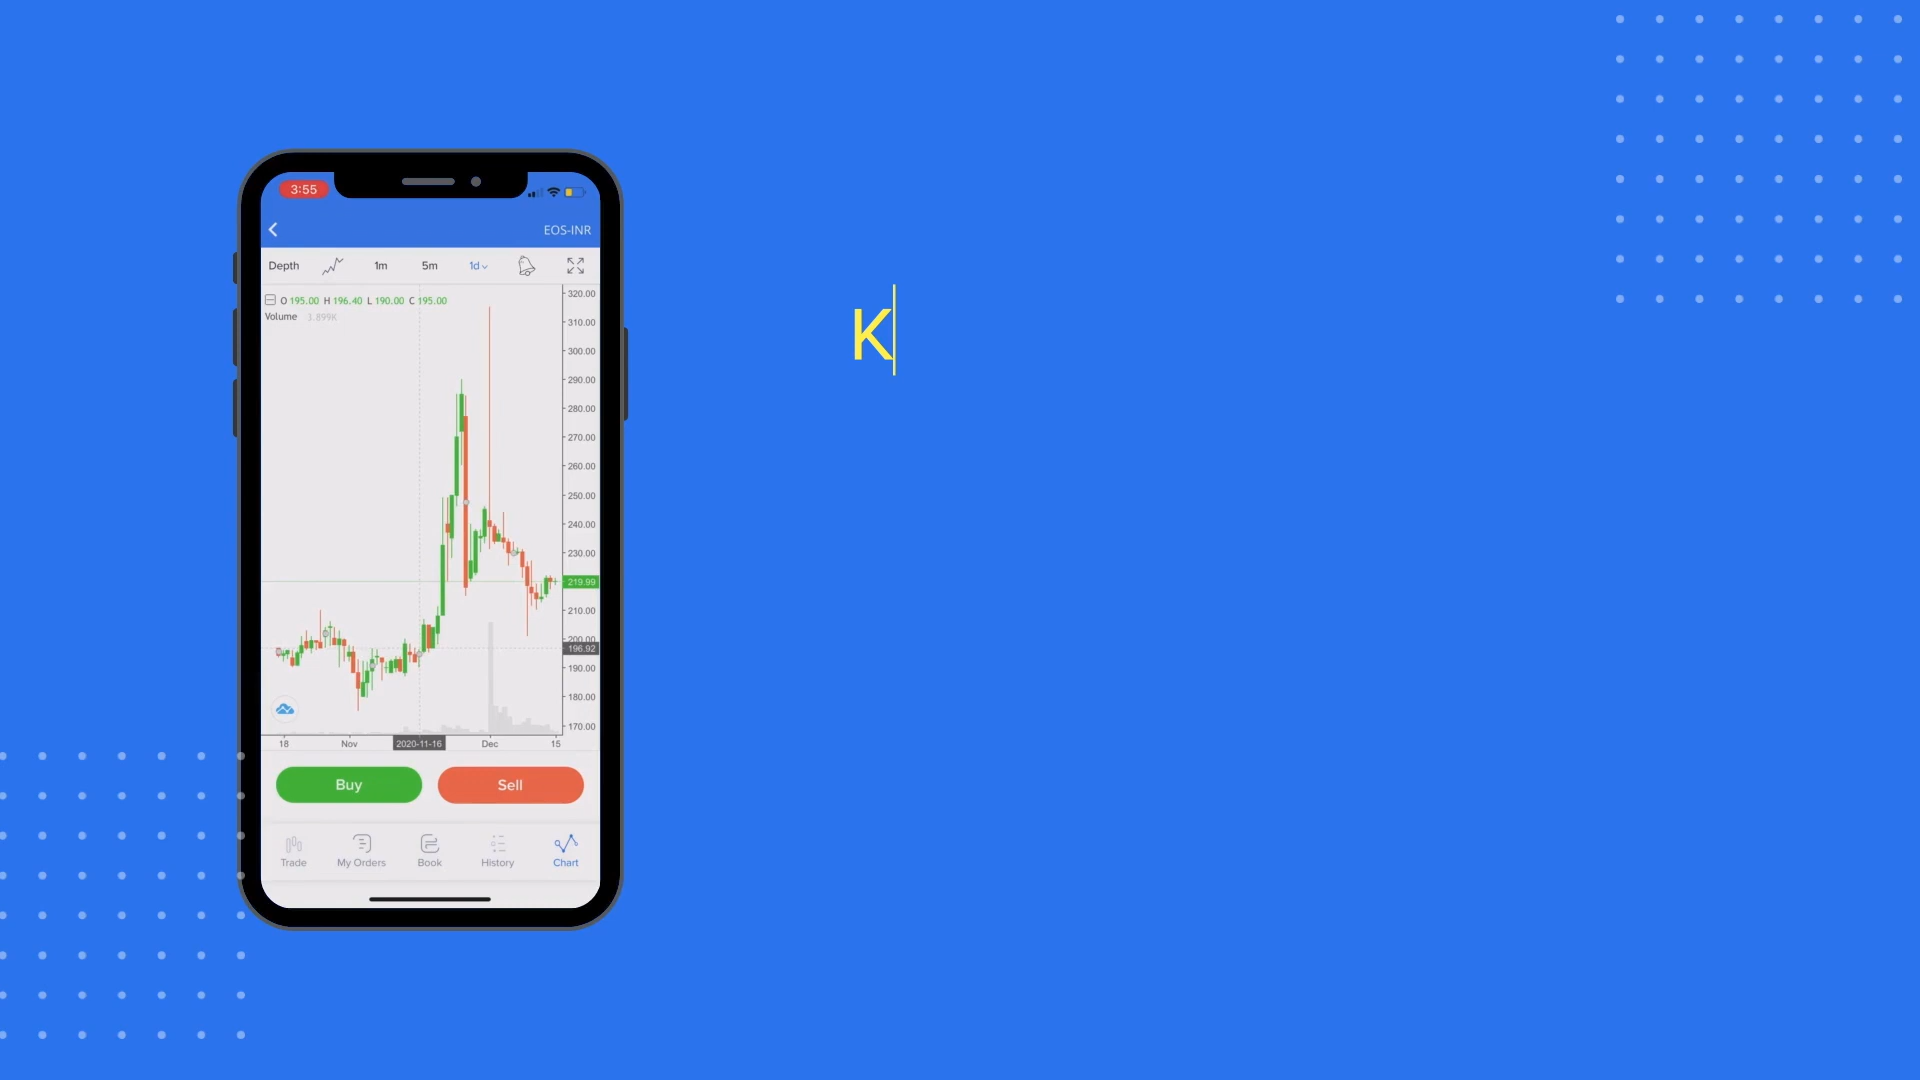 3:55
EOS-INR
Depth 1m 5m 1d
O 195.00 H 196.40 L 190.00 C 195.00
Volume 3.899K
320.00
310.00
300.00
290.00
280.00
270.00
260.00
250.00
240.00
230.00
219.99
210.00
200.00
196.92
190.00
180.00
170.00
18 Nov 2020-11-16 Dec 15
Buy Sell
Trade My Orders Book History Chart
K